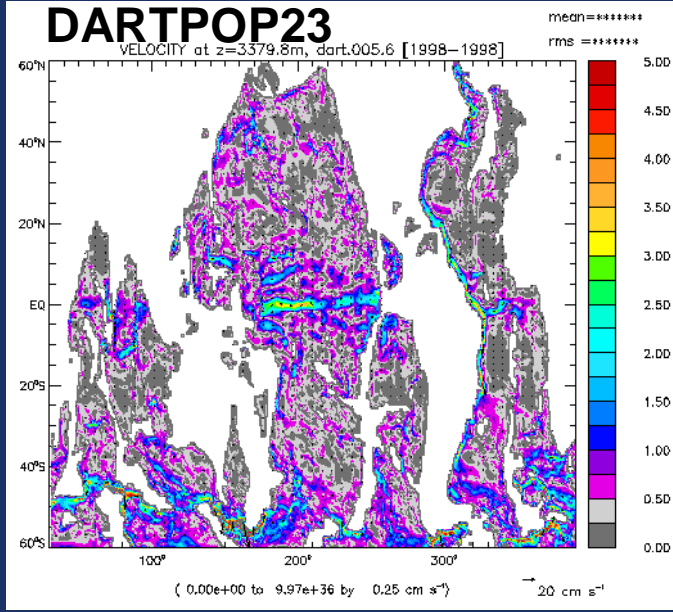 DARTPOP23
mean=*******
rms =*******
VELOCITY at z=3379.8m, dart.005.6 [1998-1998]
60°N
40°N
20°N
EQ
20°S
40°S
60°S
100°
200°
300°
5.00
4.50
4.00
3.50
3.00
2.50
2.00
1.50
1.00
0.50
0.00
( 0.00e+00 to 9.97e+36 by 0.25 cm s⁻¹)
20 cm s⁻¹